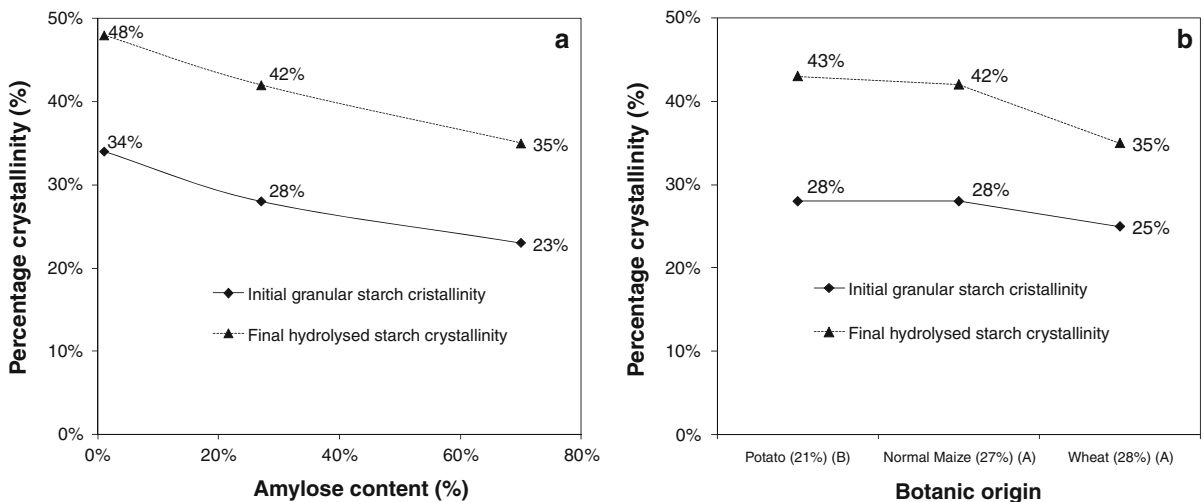 50%
40%
30%
20%
10%
0%
Percentage crystallinity (%)
a
48%
42%
35%
34%
28%
23%
Initial granular starch cristallinity
Final hydrolysed starch crystallinity
0%
20%
40%
60%
80%
Amylose content (%)
50%
40%
30%
20%
10%
0%
Percentage crystallinity (%)
b
43%
42%
35%
28%
28%
25%
Initial granular starch cristallinity
Final hydrolysed starch crystallinity
Potato (21%) (B)
Normal Maize (27%) (A)
Wheat (28%) (A)
Botanic origin